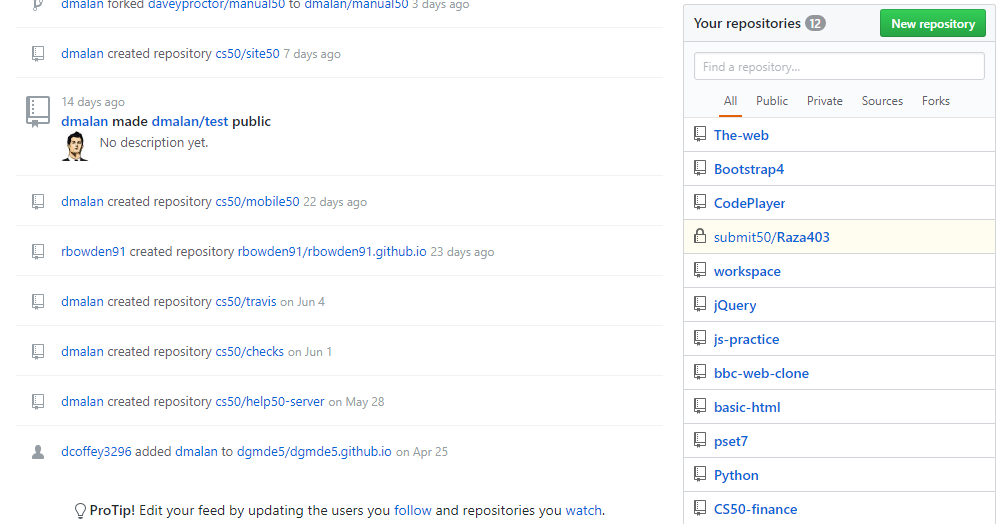 dmalan forked daveyproctor/manual50 to dmalan/manual50 3 days ago
dmalan created repository cs50/site50 7 days ago
14 days ago
dmalan made dmalan/test public
No description yet.
dmalan created repository cs50/mobile50 22 days ago
rbowden91 created repository rbowden91/rbowden91.github.io 23 days ago
dmalan created repository cs50/travis on Jun 4
dmalan created repository cs50/checks on Jun 1
dmalan created repository cs50/help50-server on May 28
dcoffey3296 added dmalan to dgmde5/dgmde5.github.io on Apr 25
ProTip! Edit your feed by updating the users you follow and repositories you watch.
Your repositories 12 New repository
Find a repository...
All Public Private Sources Forks
The-web
Bootstrap4
CodePlayer
submit50/Raza403
workspace
jQuery
js-practice
bbc-web-clone
basic-html
pset7
Python
CS50-finance